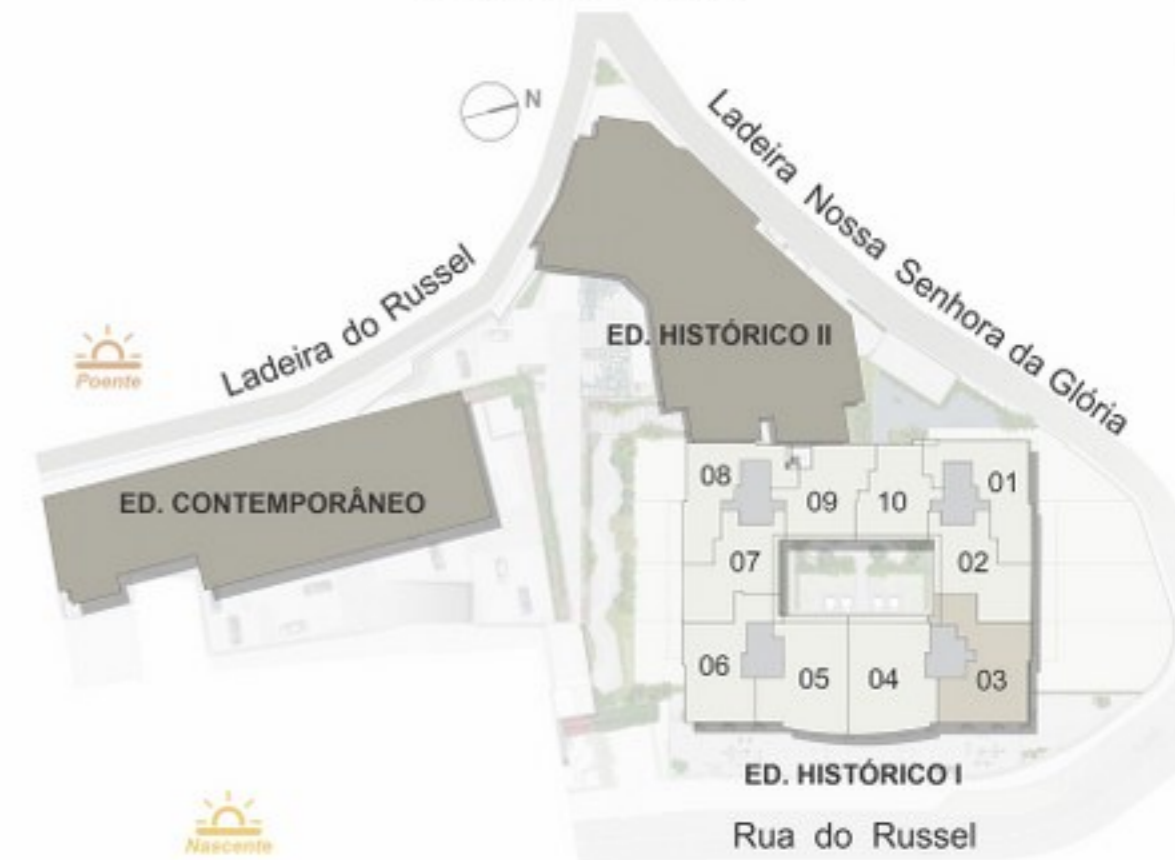 N
Ladeira Nossa Senhora da Glória
Ladeira do Russel
Poente
ED. HISTÓRICO II
ED. CONTEMPORÂNEO
08
09
10
01
07
02
06
05
04
03
ED. HISTÓRICO I
Nascente
Rua do Russel